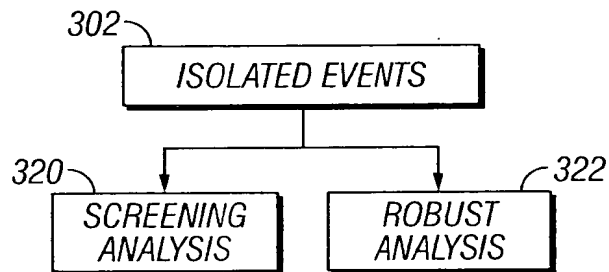 302
ISOLATED EVENTS
320
SCREENING
ANALYSIS
322
ROBUST
ANALYSIS